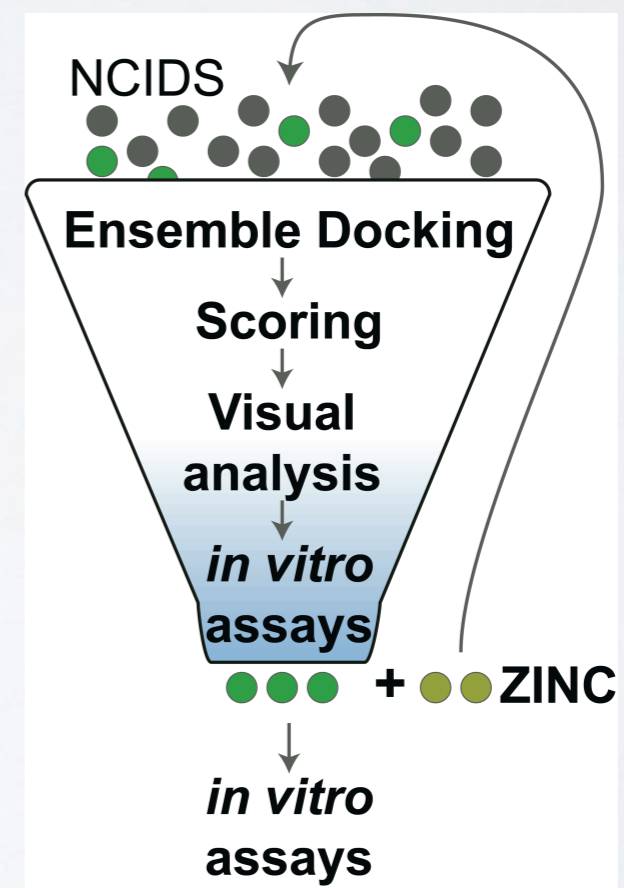 NCIDS
Ensemble Docking
Scoring
Visual
analysis
in vitro
assays
+ ZINC
in vitro
assays